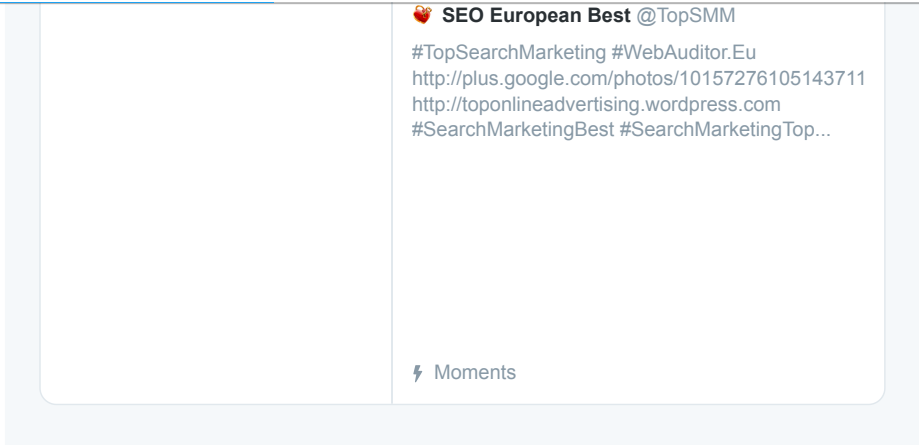 SEO European Best @TopSMM
#TopSearchMarketing #WebAuditor.Eu
http://plus.google.com/photos/10157276105143711
http://toponlineadvertising.wordpress.com
#SearchMarketingBest #SearchMarketingTop...
Moments